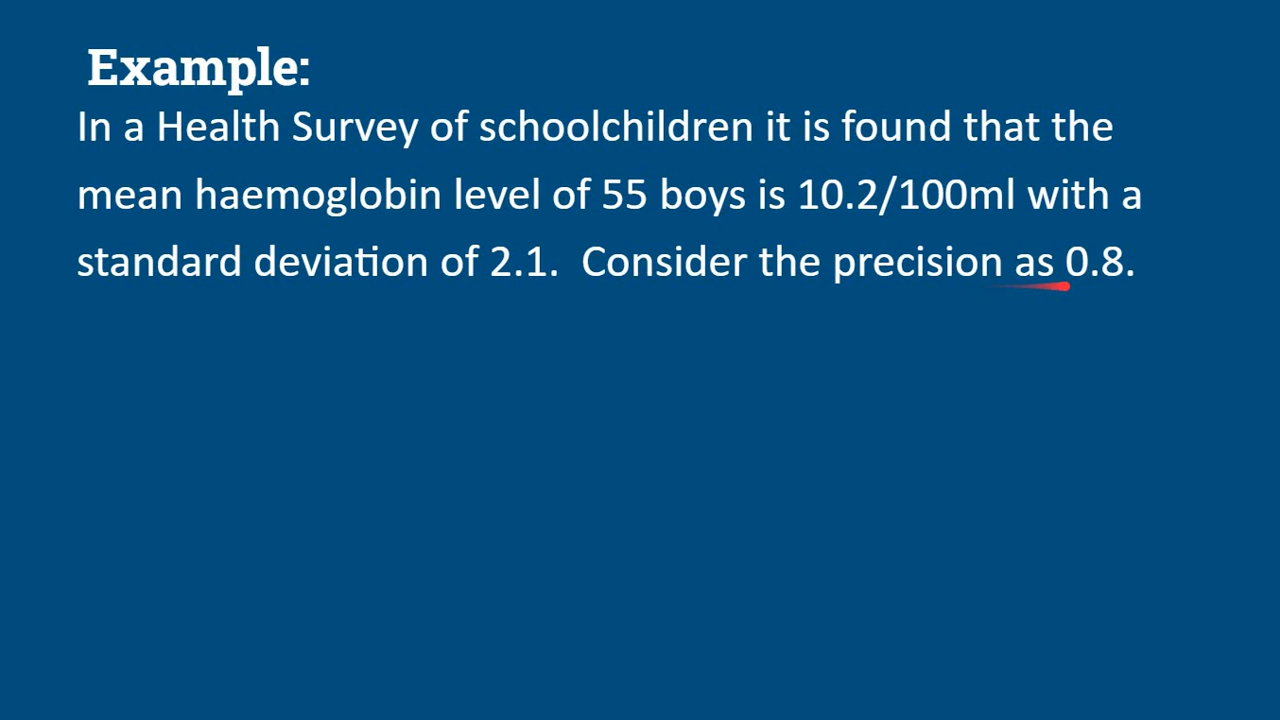 Example:
In a Health Survey of schoolchildren it is found that the
mean haemoglobin level of 55 boys is 10.2/100ml with a
standard deviation of 2.1.  Consider the precision as 0.8.